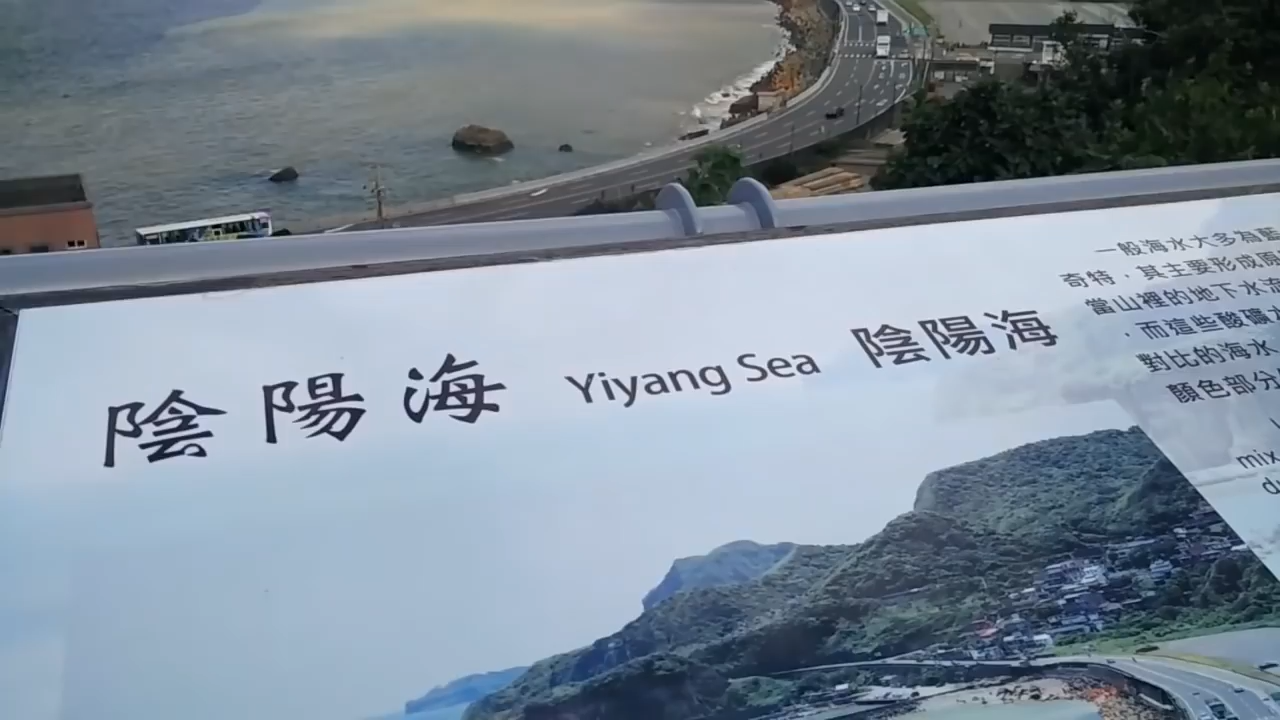 陰陽海 Yiyang Sea 陰陽海
一般海水大多為藍
奇特，其主要形成原
當山裡的地下水流
，而這些酸礦水
對比的海水
顏色部分
mix
du